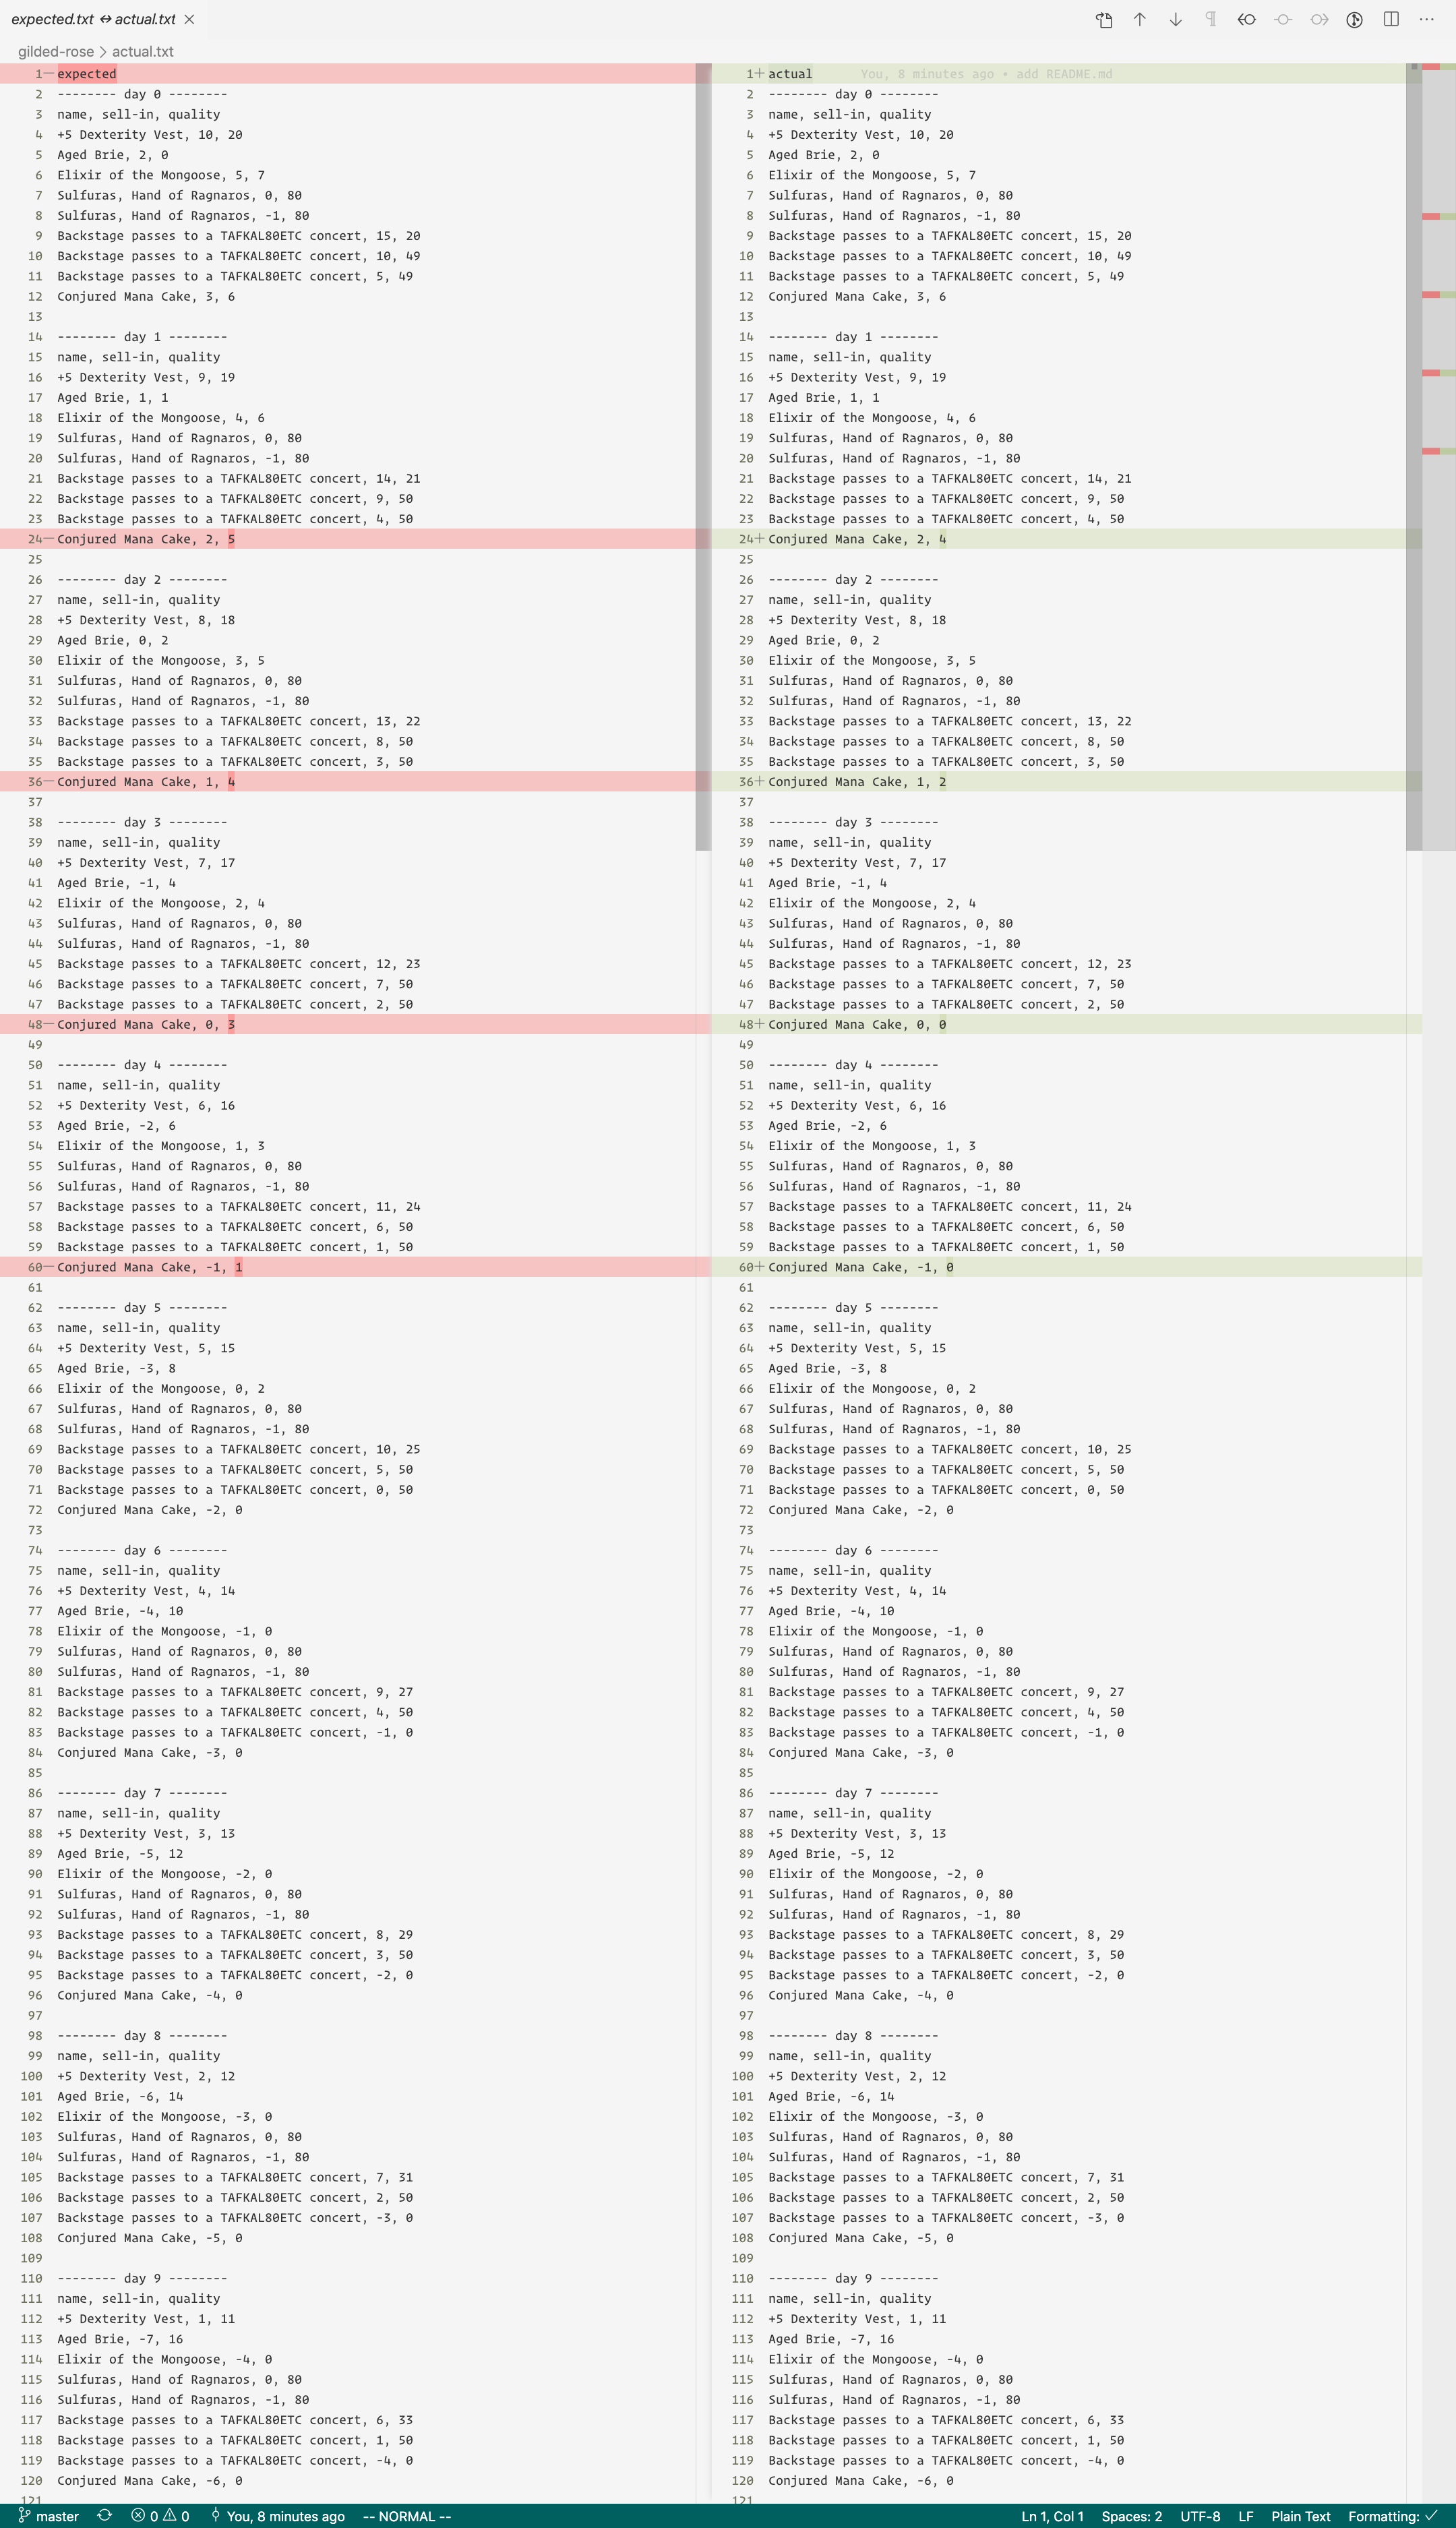 expected.txt ↔ actual.txt ×
gilded-rose > actual.txt
1— expected
2 -------- day 0 --------
3 name, sell-in, quality
4 +5 Dexterity Vest, 10, 20
5 Aged Brie, 2, 0
6 Elixir of the Mongoose, 5, 7
7 Sulfuras, Hand of Ragnaros, 0, 80
8 Sulfuras, Hand of Ragnaros, -1, 80
9 Backstage passes to a TAFKAL80ETC concert, 15, 20
10 Backstage passes to a TAFKAL80ETC concert, 10, 49
11 Backstage passes to a TAFKAL80ETC concert, 5, 49
12 Conjured Mana Cake, 3, 6
13
14 -------- day 1 --------
15 name, sell-in, quality
16 +5 Dexterity Vest, 9, 19
17 Aged Brie, 1, 1
18 Elixir of the Mongoose, 4, 6
19 Sulfuras, Hand of Ragnaros, 0, 80
20 Sulfuras, Hand of Ragnaros, -1, 80
21 Backstage passes to a TAFKAL80ETC concert, 14, 21
22 Backstage passes to a TAFKAL80ETC concert, 9, 50
23 Backstage passes to a TAFKAL80ETC concert, 4, 50
24— Conjured Mana Cake, 2, 5
25
26 -------- day 2 --------
27 name, sell-in, quality
28 +5 Dexterity Vest, 8, 18
29 Aged Brie, 0, 2
30 Elixir of the Mongoose, 3, 5
31 Sulfuras, Hand of Ragnaros, 0, 80
32 Sulfuras, Hand of Ragnaros, -1, 80
33 Backstage passes to a TAFKAL80ETC concert, 13, 22
34 Backstage passes to a TAFKAL80ETC concert, 8, 50
35 Backstage passes to a TAFKAL80ETC concert, 3, 50
36— Conjured Mana Cake, 1, 4
37
38 -------- day 3 --------
39 name, sell-in, quality
40 +5 Dexterity Vest, 7, 17
41 Aged Brie, -1, 4
42 Elixir of the Mongoose, 2, 4
43 Sulfuras, Hand of Ragnaros, 0, 80
44 Sulfuras, Hand of Ragnaros, -1, 80
45 Backstage passes to a TAFKAL80ETC concert, 12, 23
46 Backstage passes to a TAFKAL80ETC concert, 7, 50
47 Backstage passes to a TAFKAL80ETC concert, 2, 50
48— Conjured Mana Cake, 0, 3
49
50 -------- day 4 --------
51 name, sell-in, quality
52 +5 Dexterity Vest, 6, 16
53 Aged Brie, -2, 6
54 Elixir of the Mongoose, 1, 3
55 Sulfuras, Hand of Ragnaros, 0, 80
56 Sulfuras, Hand of Ragnaros, -1, 80
57 Backstage passes to a TAFKAL80ETC concert, 11, 24
58 Backstage passes to a TAFKAL80ETC concert, 6, 50
59 Backstage passes to a TAFKAL80ETC concert, 1, 50
60— Conjured Mana Cake, -1, 1
61
62 -------- day 5 --------
63 name, sell-in, quality
64 +5 Dexterity Vest, 5, 15
65 Aged Brie, -3, 8
66 Elixir of the Mongoose, 0, 2
67 Sulfuras, Hand of Ragnaros, 0, 80
68 Sulfuras, Hand of Ragnaros, -1, 80
69 Backstage passes to a TAFKAL80ETC concert, 10, 25
70 Backstage passes to a TAFKAL80ETC concert, 5, 50
71 Backstage passes to a TAFKAL80ETC concert, 0, 50
72 Conjured Mana Cake, -2, 0
73
74 -------- day 6 --------
75 name, sell-in, quality
76 +5 Dexterity Vest, 4, 14
77 Aged Brie, -4, 10
78 Elixir of the Mongoose, -1, 0
79 Sulfuras, Hand of Ragnaros, 0, 80
80 Sulfuras, Hand of Ragnaros, -1, 80
81 Backstage passes to a TAFKAL80ETC concert, 9, 27
82 Backstage passes to a TAFKAL80ETC concert, 4, 50
83 Backstage passes to a TAFKAL80ETC concert, -1, 0
84 Conjured Mana Cake, -3, 0
85
86 -------- day 7 --------
87 name, sell-in, quality
88 +5 Dexterity Vest, 3, 13
89 Aged Brie, -5, 12
90 Elixir of the Mongoose, -2, 0
91 Sulfuras, Hand of Ragnaros, 0, 80
92 Sulfuras, Hand of Ragnaros, -1, 80
93 Backstage passes to a TAFKAL80ETC concert, 8, 29
94 Backstage passes to a TAFKAL80ETC concert, 3, 50
95 Backstage passes to a TAFKAL80ETC concert, -2, 0
96 Conjured Mana Cake, -4, 0
97
98 -------- day 8 --------
99 name, sell-in, quality
100 +5 Dexterity Vest, 2, 12
101 Aged Brie, -6, 14
102 Elixir of the Mongoose, -3, 0
103 Sulfuras, Hand of Ragnaros, 0, 80
104 Sulfuras, Hand of Ragnaros, -1, 80
105 Backstage passes to a TAFKAL80ETC concert, 7, 31
106 Backstage passes to a TAFKAL80ETC concert, 2, 50
107 Backstage passes to a TAFKAL80ETC concert, -3, 0
108 Conjured Mana Cake, -5, 0
109
110 -------- day 9 --------
111 name, sell-in, quality
112 +5 Dexterity Vest, 1, 11
113 Aged Brie, -7, 16
114 Elixir of the Mongoose, -4, 0
115 Sulfuras, Hand of Ragnaros, 0, 80
116 Sulfuras, Hand of Ragnaros, -1, 80
117 Backstage passes to a TAFKAL80ETC concert, 6, 33
118 Backstage passes to a TAFKAL80ETC concert, 1, 50
119 Backstage passes to a TAFKAL80ETC concert, -4, 0
120 Conjured Mana Cake, -6, 0
121
1+ actual You, 8 minutes ago • add README.md
2 -------- day 0 --------
3 name, sell-in, quality
4 +5 Dexterity Vest, 10, 20
5 Aged Brie, 2, 0
6 Elixir of the Mongoose, 5, 7
7 Sulfuras, Hand of Ragnaros, 0, 80
8 Sulfuras, Hand of Ragnaros, -1, 80
9 Backstage passes to a TAFKAL80ETC concert, 15, 20
10 Backstage passes to a TAFKAL80ETC concert, 10, 49
11 Backstage passes to a TAFKAL80ETC concert, 5, 49
12 Conjured Mana Cake, 3, 6
13
14 -------- day 1 --------
15 name, sell-in, quality
16 +5 Dexterity Vest, 9, 19
17 Aged Brie, 1, 1
18 Elixir of the Mongoose, 4, 6
19 Sulfuras, Hand of Ragnaros, 0, 80
20 Sulfuras, Hand of Ragnaros, -1, 80
21 Backstage passes to a TAFKAL80ETC concert, 14, 21
22 Backstage passes to a TAFKAL80ETC concert, 9, 50
23 Backstage passes to a TAFKAL80ETC concert, 4, 50
24+ Conjured Mana Cake, 2, 4
25
26 -------- day 2 --------
27 name, sell-in, quality
28 +5 Dexterity Vest, 8, 18
29 Aged Brie, 0, 2
30 Elixir of the Mongoose, 3, 5
31 Sulfuras, Hand of Ragnaros, 0, 80
32 Sulfuras, Hand of Ragnaros, -1, 80
33 Backstage passes to a TAFKAL80ETC concert, 13, 22
34 Backstage passes to a TAFKAL80ETC concert, 8, 50
35 Backstage passes to a TAFKAL80ETC concert, 3, 50
36+ Conjured Mana Cake, 1, 2
37
38 -------- day 3 --------
39 name, sell-in, quality
40 +5 Dexterity Vest, 7, 17
41 Aged Brie, -1, 4
42 Elixir of the Mongoose, 2, 4
43 Sulfuras, Hand of Ragnaros, 0, 80
44 Sulfuras, Hand of Ragnaros, -1, 80
45 Backstage passes to a TAFKAL80ETC concert, 12, 23
46 Backstage passes to a TAFKAL80ETC concert, 7, 50
47 Backstage passes to a TAFKAL80ETC concert, 2, 50
48+ Conjured Mana Cake, 0, 0
49
50 -------- day 4 --------
51 name, sell-in, quality
52 +5 Dexterity Vest, 6, 16
53 Aged Brie, -2, 6
54 Elixir of the Mongoose, 1, 3
55 Sulfuras, Hand of Ragnaros, 0, 80
56 Sulfuras, Hand of Ragnaros, -1, 80
57 Backstage passes to a TAFKAL80ETC concert, 11, 24
58 Backstage passes to a TAFKAL80ETC concert, 6, 50
59 Backstage passes to a TAFKAL80ETC concert, 1, 50
60+ Conjured Mana Cake, -1, 0
61
62 -------- day 5 --------
63 name, sell-in, quality
64 +5 Dexterity Vest, 5, 15
65 Aged Brie, -3, 8
66 Elixir of the Mongoose, 0, 2
67 Sulfuras, Hand of Ragnaros, 0, 80
68 Sulfuras, Hand of Ragnaros, -1, 80
69 Backstage passes to a TAFKAL80ETC concert, 10, 25
70 Backstage passes to a TAFKAL80ETC concert, 5, 50
71 Backstage passes to a TAFKAL80ETC concert, 0, 50
72 Conjured Mana Cake, -2, 0
73
74 -------- day 6 --------
75 name, sell-in, quality
76 +5 Dexterity Vest, 4, 14
77 Aged Brie, -4, 10
78 Elixir of the Mongoose, -1, 0
79 Sulfuras, Hand of Ragnaros, 0, 80
80 Sulfuras, Hand of Ragnaros, -1, 80
81 Backstage passes to a TAFKAL80ETC concert, 9, 27
82 Backstage passes to a TAFKAL80ETC concert, 4, 50
83 Backstage passes to a TAFKAL80ETC concert, -1, 0
84 Conjured Mana Cake, -3, 0
85
86 -------- day 7 --------
87 name, sell-in, quality
88 +5 Dexterity Vest, 3, 13
89 Aged Brie, -5, 12
90 Elixir of the Mongoose, -2, 0
91 Sulfuras, Hand of Ragnaros, 0, 80
92 Sulfuras, Hand of Ragnaros, -1, 80
93 Backstage passes to a TAFKAL80ETC concert, 8, 29
94 Backstage passes to a TAFKAL80ETC concert, 3, 50
95 Backstage passes to a TAFKAL80ETC concert, -2, 0
96 Conjured Mana Cake, -4, 0
97
98 -------- day 8 --------
99 name, sell-in, quality
100 +5 Dexterity Vest, 2, 12
101 Aged Brie, -6, 14
102 Elixir of the Mongoose, -3, 0
103 Sulfuras, Hand of Ragnaros, 0, 80
104 Sulfuras, Hand of Ragnaros, -1, 80
105 Backstage passes to a TAFKAL80ETC concert, 7, 31
106 Backstage passes to a TAFKAL80ETC concert, 2, 50
107 Backstage passes to a TAFKAL80ETC concert, -3, 0
108 Conjured Mana Cake, -5, 0
109
110 -------- day 9 --------
111 name, sell-in, quality
112 +5 Dexterity Vest, 1, 11
113 Aged Brie, -7, 16
114 Elixir of the Mongoose, -4, 0
115 Sulfuras, Hand of Ragnaros, 0, 80
116 Sulfuras, Hand of Ragnaros, -1, 80
117 Backstage passes to a TAFKAL80ETC concert, 6, 33
118 Backstage passes to a TAFKAL80ETC concert, 1, 50
119 Backstage passes to a TAFKAL80ETC concert, -4, 0
120 Conjured Mana Cake, -6, 0
121
master 0 0 You, 8 minutes ago -- NORMAL -- Ln 1, Col 1 Spaces: 2 UTF-8 LF Plain Text Formatting: ✓